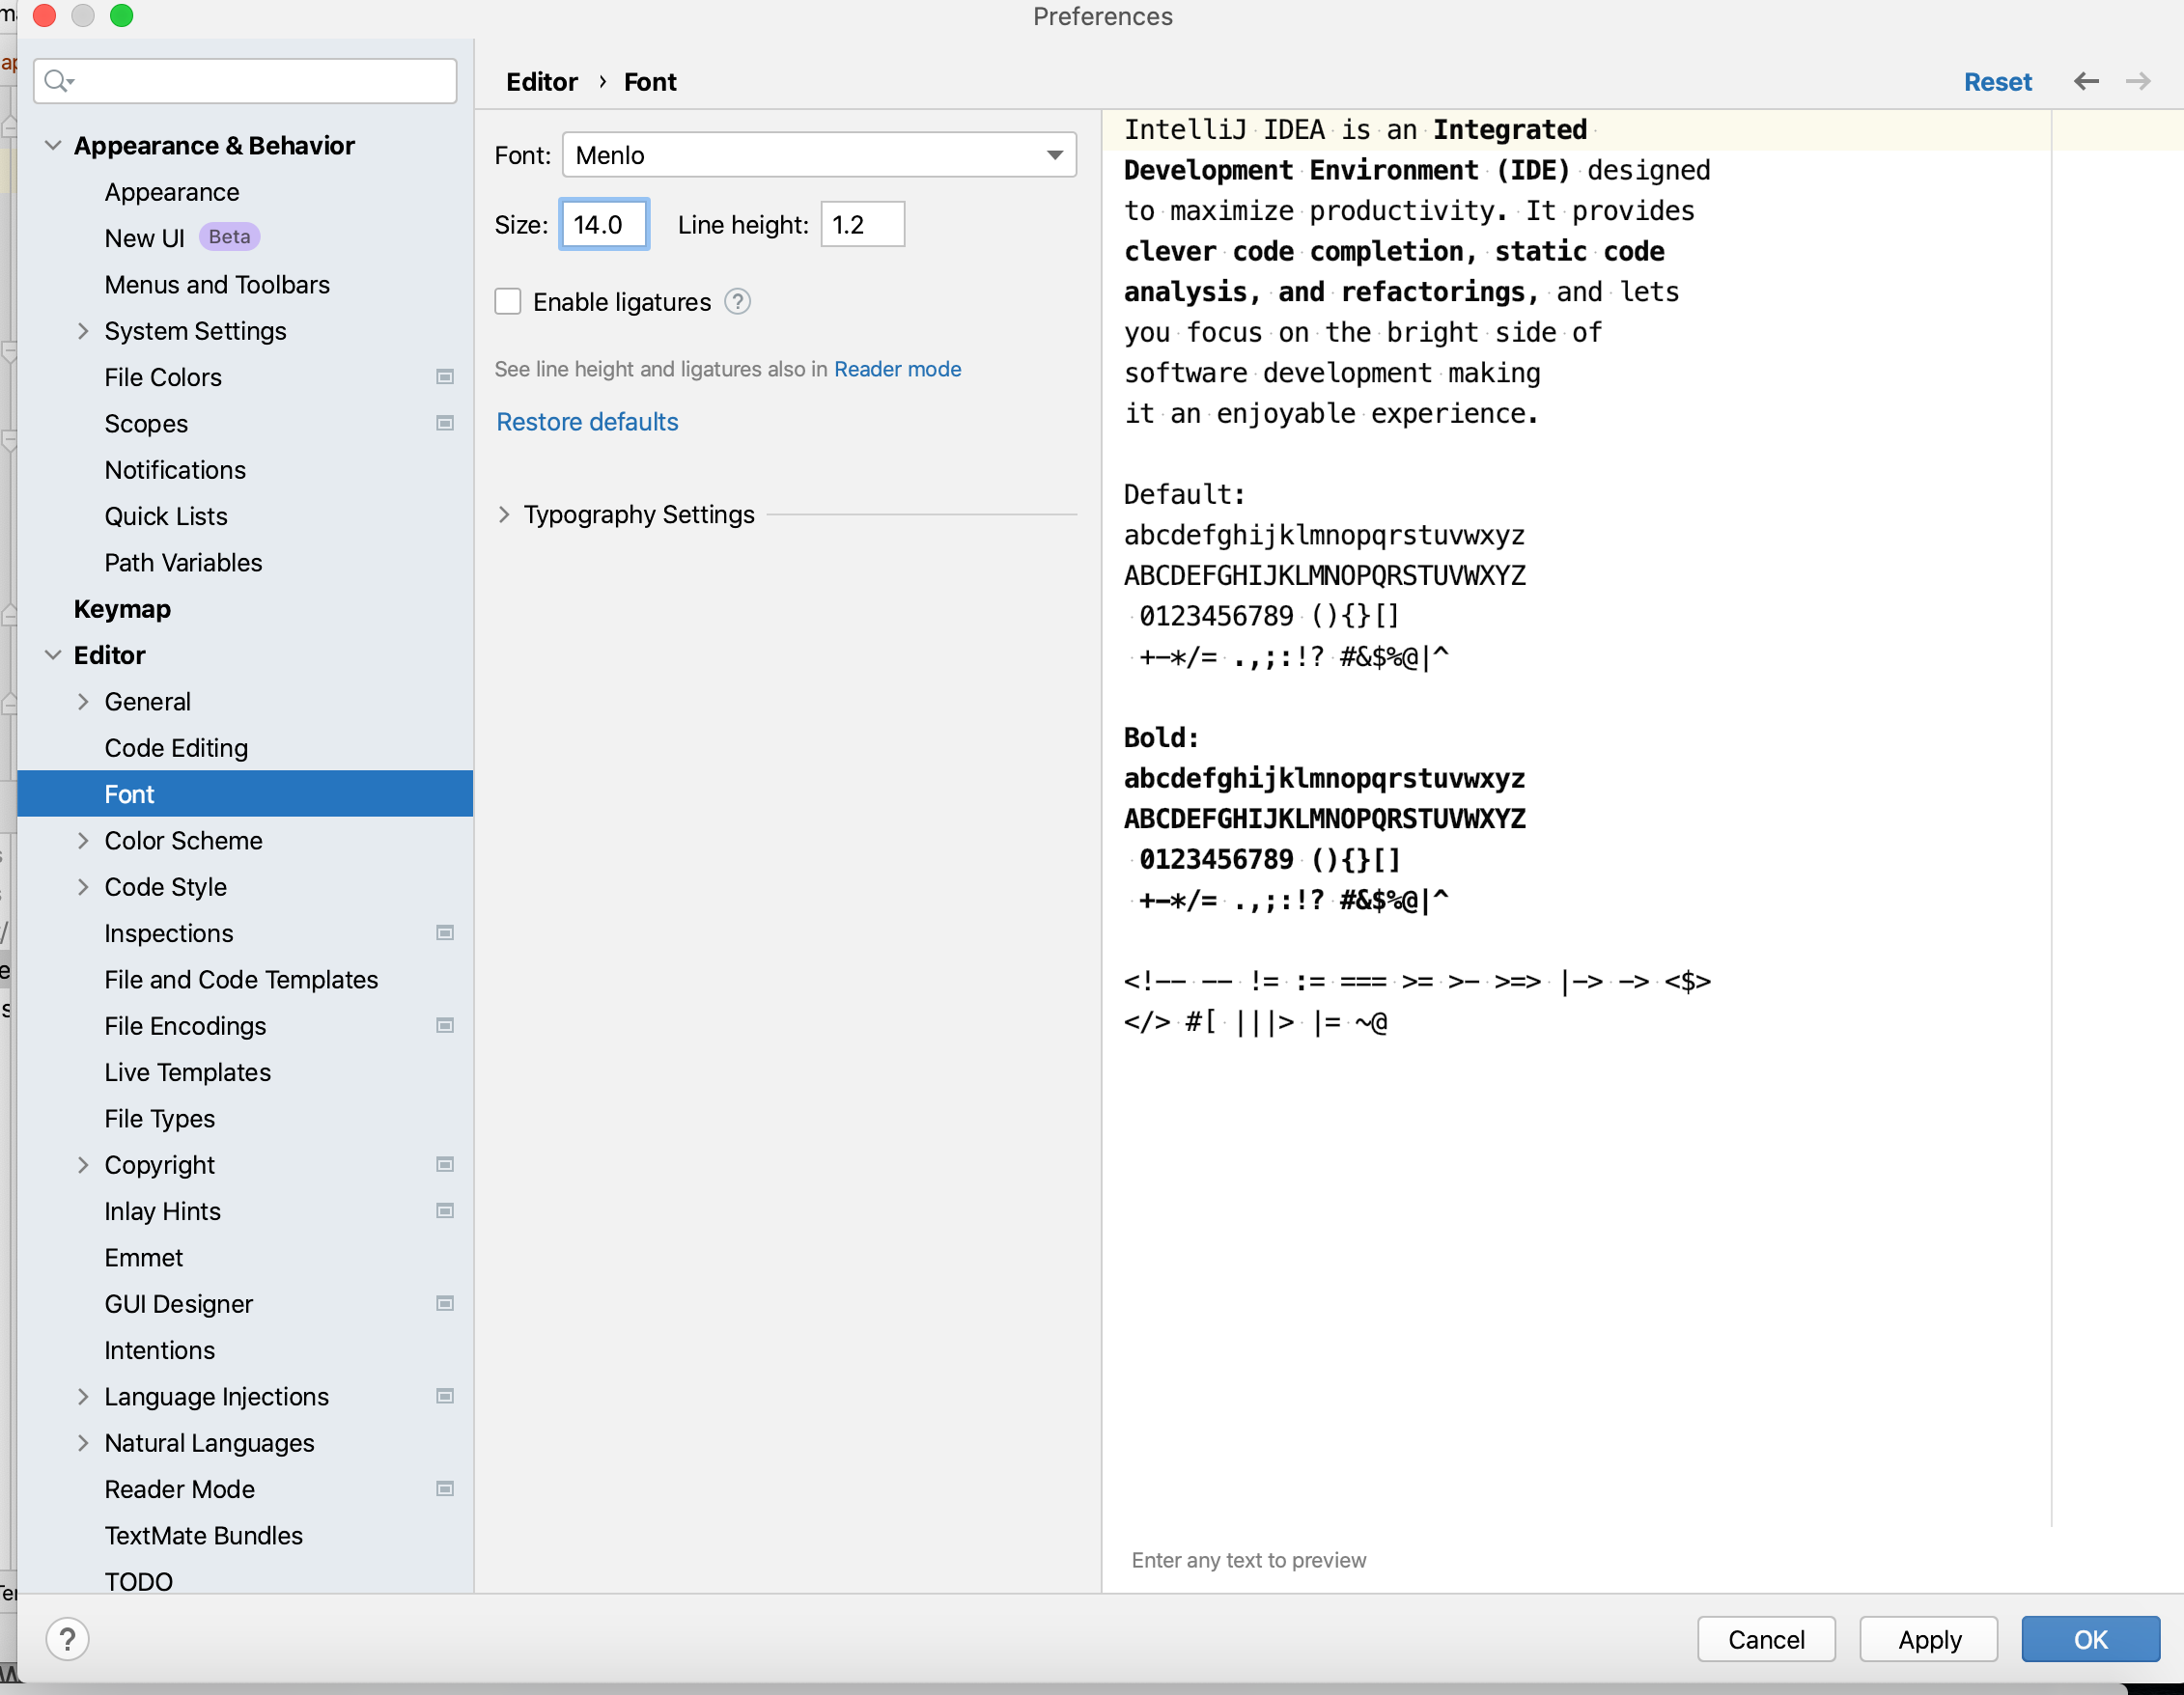 Preferences
Editor › Font
Reset
Appearance & Behavior
Appearance
New UI Beta
Menus and Toolbars
System Settings
File Colors
Scopes
Notifications
Quick Lists
Path Variables
Keymap
Editor
General
Code Editing
Font
Color Scheme
Code Style
Inspections
File and Code Templates
File Encodings
Live Templates
File Types
Copyright
Inlay Hints
Emmet
GUI Designer
Intentions
Language Injections
Natural Languages
Reader Mode
TextMate Bundles
TODO
Font: Menlo
Size: 14.0 Line height: 1.2
Enable ligatures ?
See line height and ligatures also in Reader mode
Restore defaults
Typography Settings
IntelliJ IDEA is an Integrated
Development Environment (IDE) designed
to maximize productivity. It provides
clever code completion, static code
analysis, and refactorings, and lets
you focus on the bright side of
software development making
it an enjoyable experience.
Default:
abcdefghijklmnopqrstuvwxyz
ABCDEFGHIJKLMNOPQRSTUVWXYZ
0123456789 (){}[]
+-*/= .,;:!? #&$%@|^
Bold:
abcdefghijklmnopqrstuvwxyz
ABCDEFGHIJKLMNOPQRSTUVWXYZ
0123456789 (){}[]
+-*/= .,;:!? #&$%@|^
<!-- -- != := === >= >- >=> |-> -> <$>
</> #[ |||> |= ~@
Enter any text to preview
?
Cancel
Apply
OK